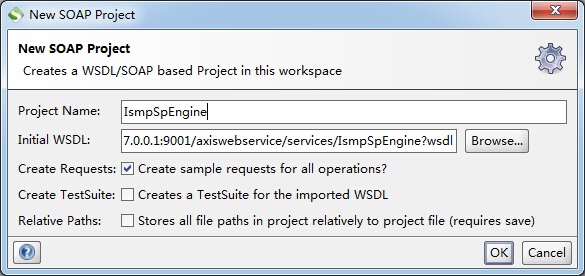 New SOAP Project
New SOAP Project
Creates a WSDL/SOAP based Project in this workspace
Project Name: IsmpSpEngine
Initial WSDL: 7.0.0.1:9001/axiswebservice/services/IsmpSpEngine?wsdl Browse...
Create Requests: Create sample requests for all operations?
Create TestSuite: Creates a TestSuite for the imported WSDL
Relative Paths: Stores all file paths in project relatively to project file (requires save)
? OK Cancel